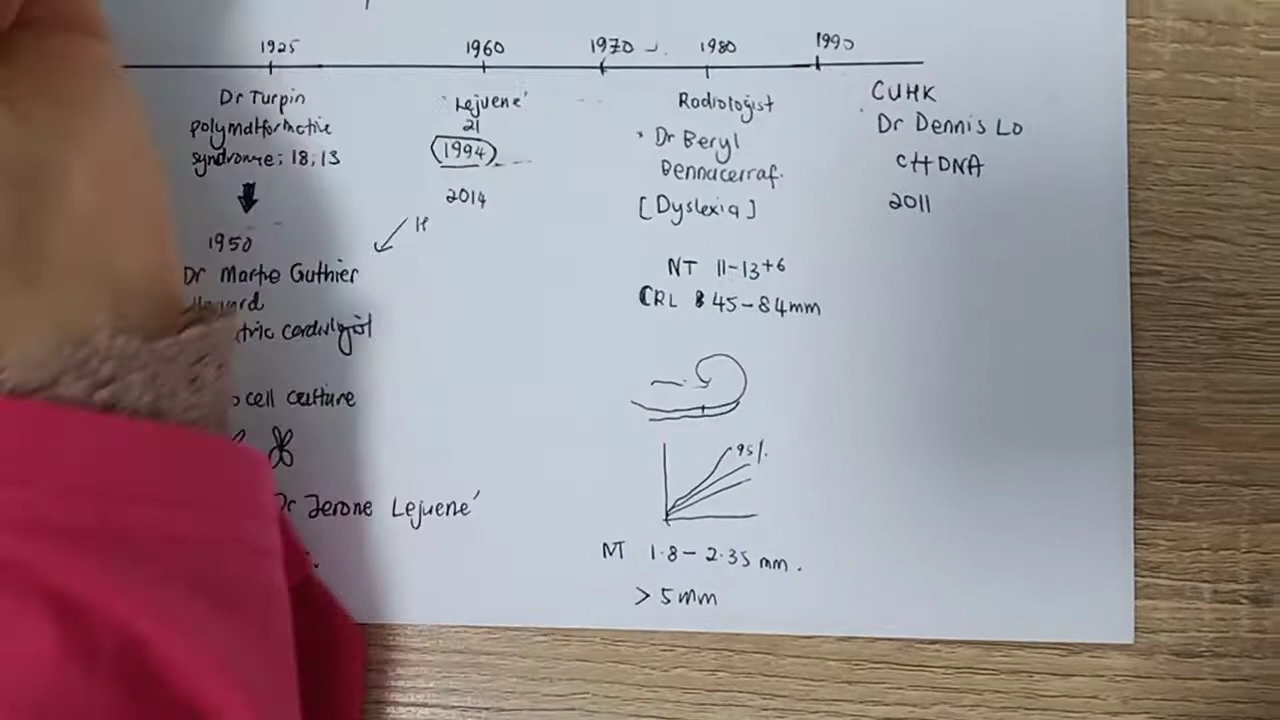 1925 1960 1970 1980 1990
Dr Turpin
polymalformative
syndrome; 18; 13
1950
Dr Marthe Guthier
tric cardiologist
cell culture
Dr Jerone Lejuene'
Lejuene'
21
1994
2014
Radiologist
Dr Beryl
Bennacerraf.
[Dyslexia]
NT 11-13+6
CRL 45-84mm
95%
NT 1.8-2.35 mm.
> 5mm
CUHK
Dr Dennis Lo
CFFDNA
2011